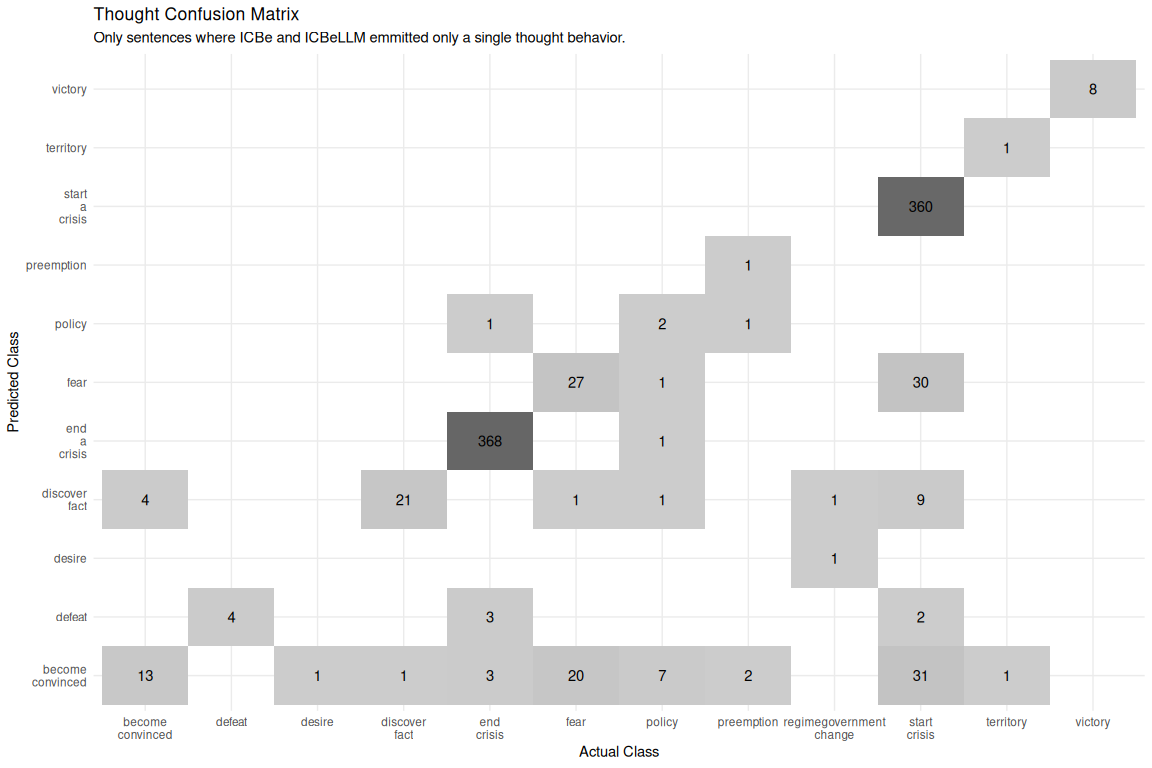 Thought Confusion Matrix
Only sentences where ICBe and ICBeLLM emmitted only a single thought behavior.
victory
8
territory
1
start
a
crisis
360
preemption
1
policy
1 2 1
fear
27 1 30
end
a
crisis
368 1
discover
fact
4 21 1 1 1 9
desire
1
defeat
4 3 2
become
convinced
13 1 1 3 20 7 2 31 1
Predicted Class
become
convinced
defeat
desire
discover
fact
end
crisis
fear
policy
preemption
regimegovernment
change
start
crisis
territory
victory
Actual Class